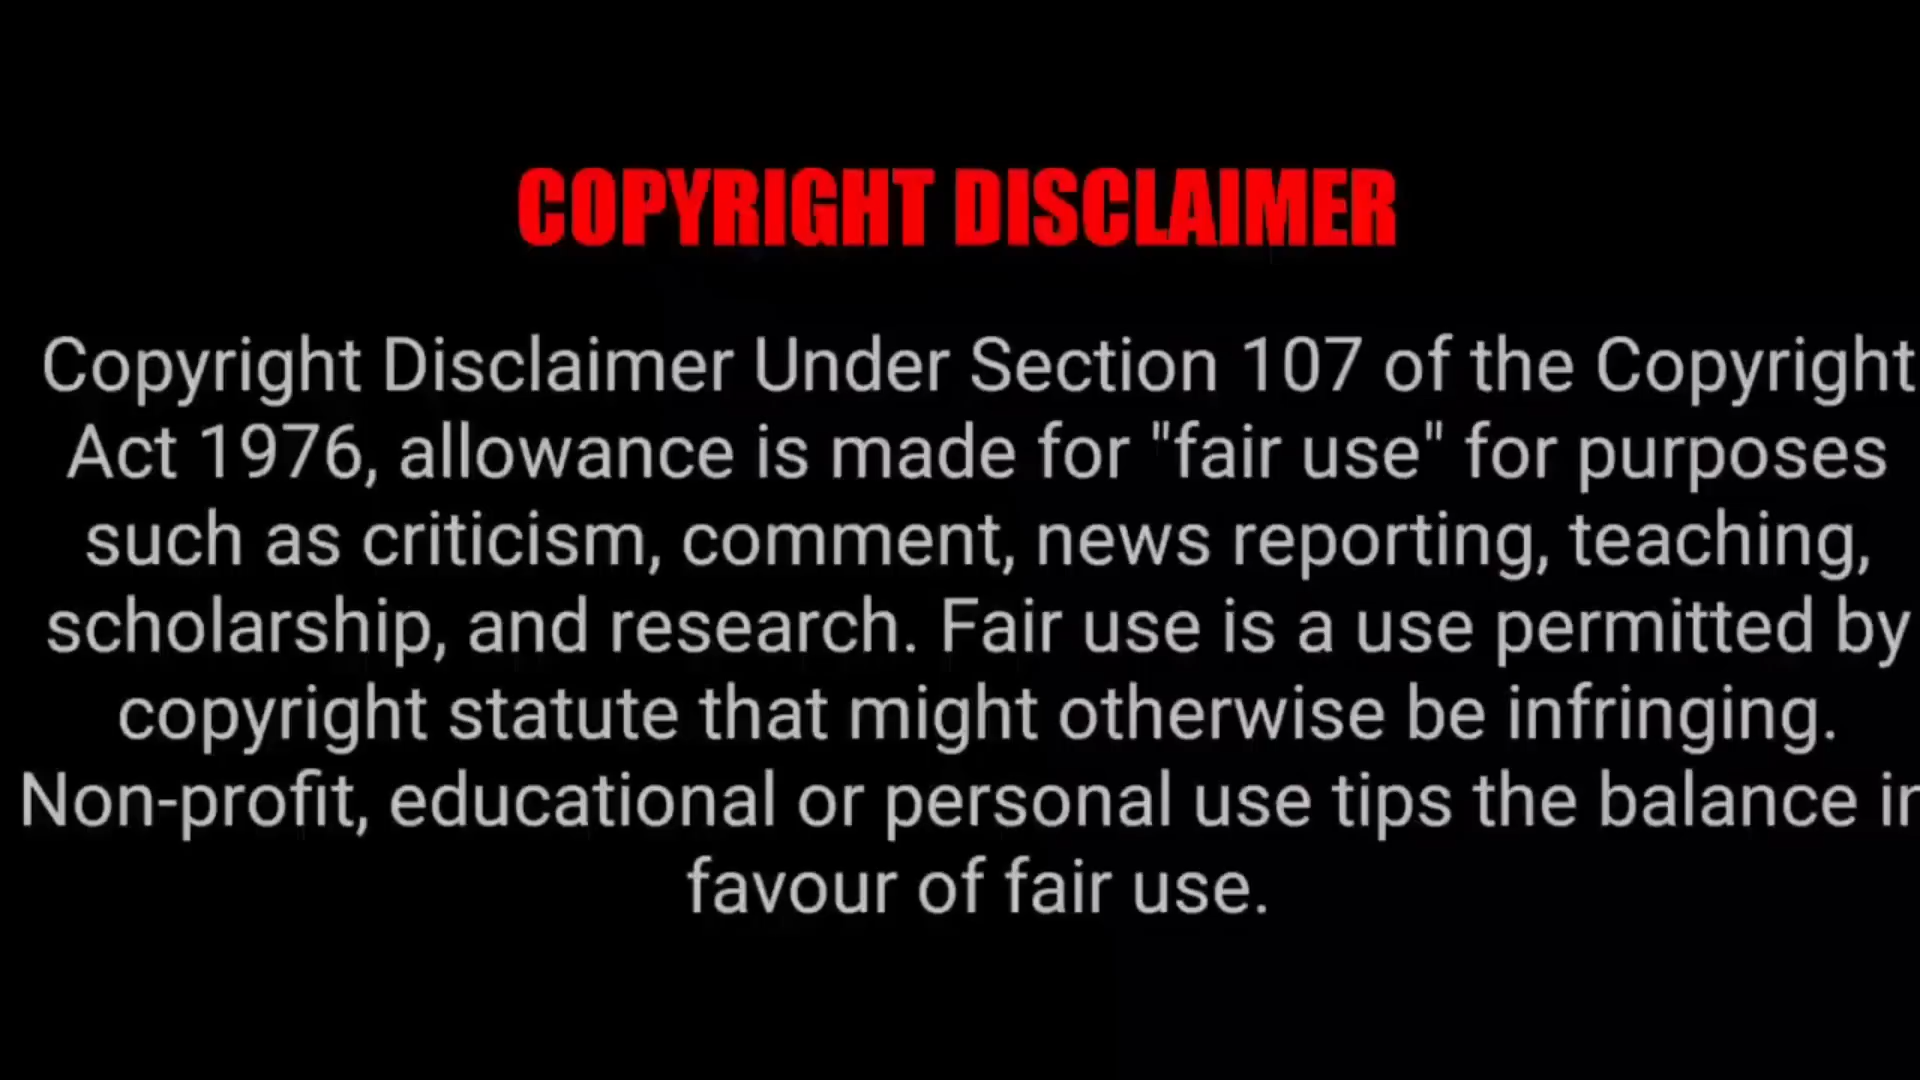 COPYRIGHT DISCLAIMER
Copyright Disclaimer Under Section 107 of the Copyright
Act 1976, allowance is made for "fair use" for purposes
such as criticism, comment, news reporting, teaching,
scholarship, and research. Fair use is a use permitted by
copyright statute that might otherwise be infringing.
Non-profit, educational or personal use tips the balance in
favour of fair use.